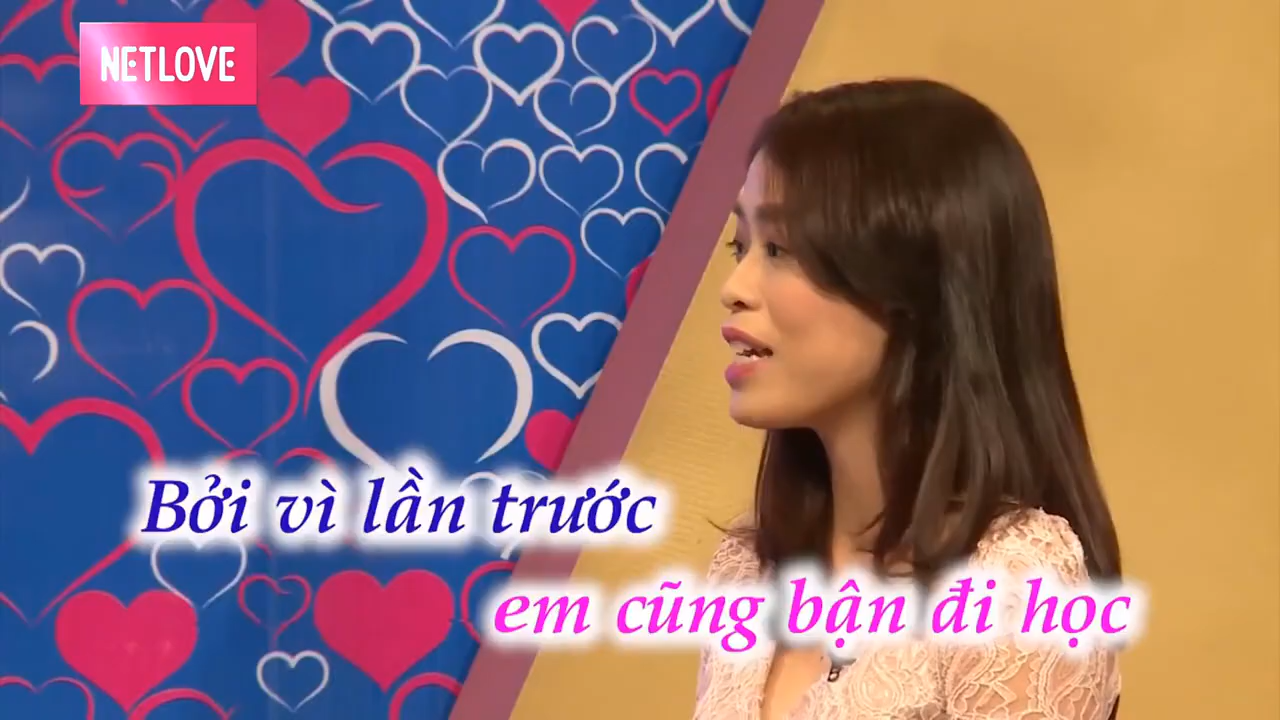 NETLOVE
Bởi vì lần trước
em cũng bận đi học